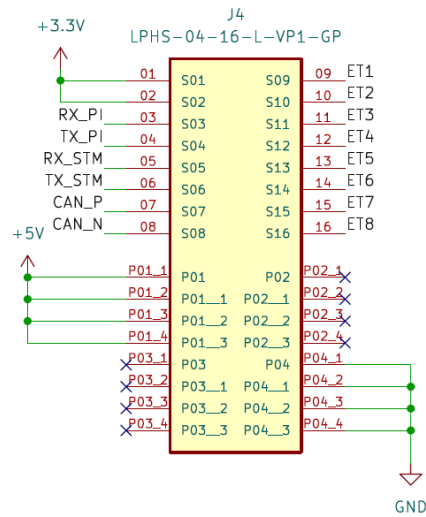 J4
LPHS-04-16-L-VP1-GP
+3.3V
01 S01 S09 09 ET1
02 S02 S10 10 ET2
RX_PI 03 S03 S11 11 ET3
TX_PI 04 S04 S12 12 ET4
RX_STM 05 S05 S13 13 ET5
TX_STM 06 S06 S14 14 ET6
CAN_P 07 S07 S15 15 ET7
CAN_N 08 S08 S16 16 ET8
+5V
P01_1 P01 P02 P02_1
P01_2 P01__1 P02__1 P02_2
P01_3 P01__2 P02__2 P02_3
P01_4 P01__3 P02__3 P02_4
P03_1 P03 P04 P04_1
P03_2 P03__1 P04__1 P04_2
P03_3 P03__2 P04__2 P04_3
P03_4 P03__3 P04__3 P04_4
GND